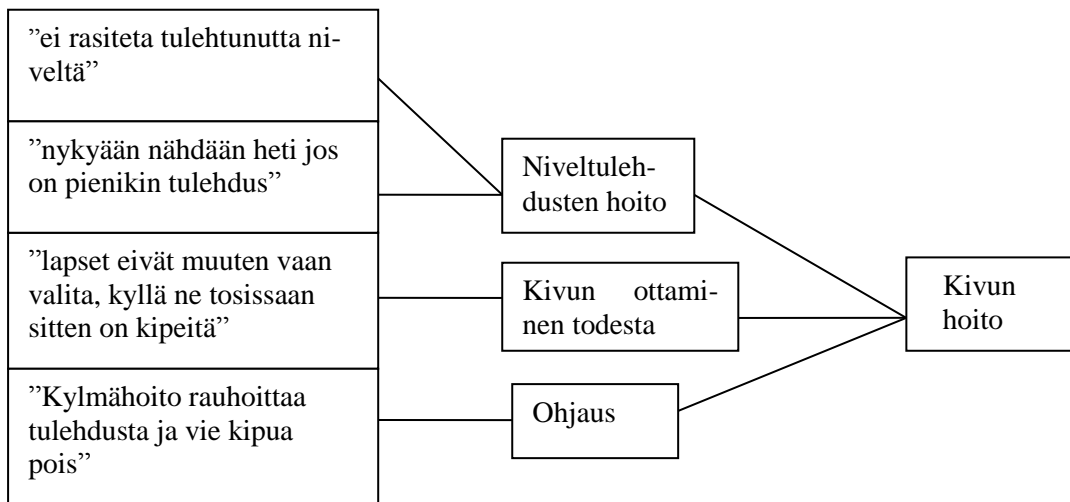 ”ei rasiteta tulehtunutta ni-
veltä”
”nykyään nähdään heti jos
on pienikin tulehdus”
”lapset eivät muuten vaan
valita, kyllä ne tosissaan
sitten on kipeitä”
”Kylmähoito rauhoittaa
tulehdusta ja vie kipua
pois”
Niveltuleh-
dusten hoito
Kivun ottami-
nen todesta
Ohjaus
Kivun
hoito